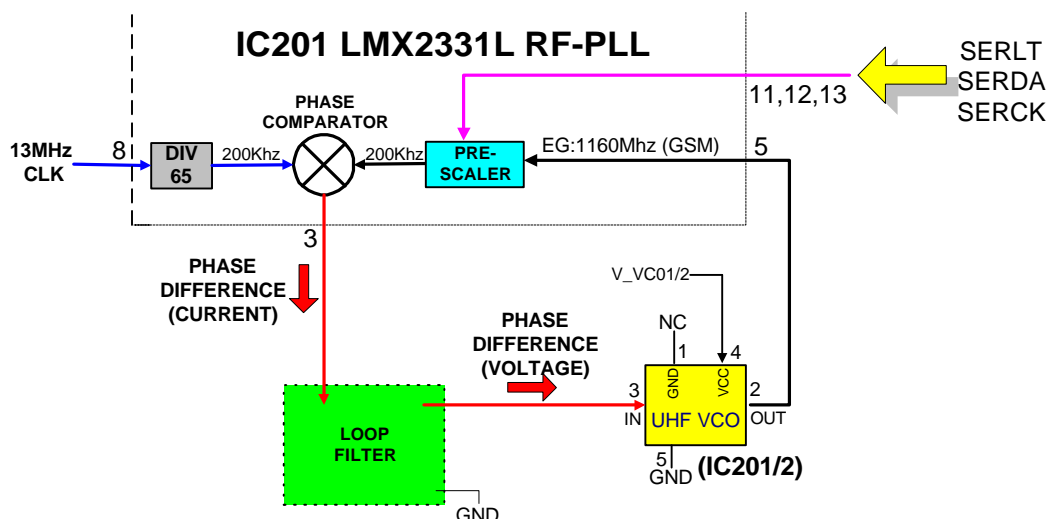 IC201 LMX2331L RF-PLL
SERLT
SERDA
SERCK
11,12,13
PHASE
COMPARATOR
13MHz
CLK
8
DIV
65
200Khz
200Khz
PRE-
SCALER
EG:1160Mhz (GSM)
5
3
PHASE
DIFFERENCE
(CURRENT)
V_VC01/2
PHASE
DIFFERENCE
(VOLTAGE)
NC
1
4
GND
VCC
3
2
IN
UHF VCO
OUT
LOOP
FILTER
5
GND
(IC201/2)
GND